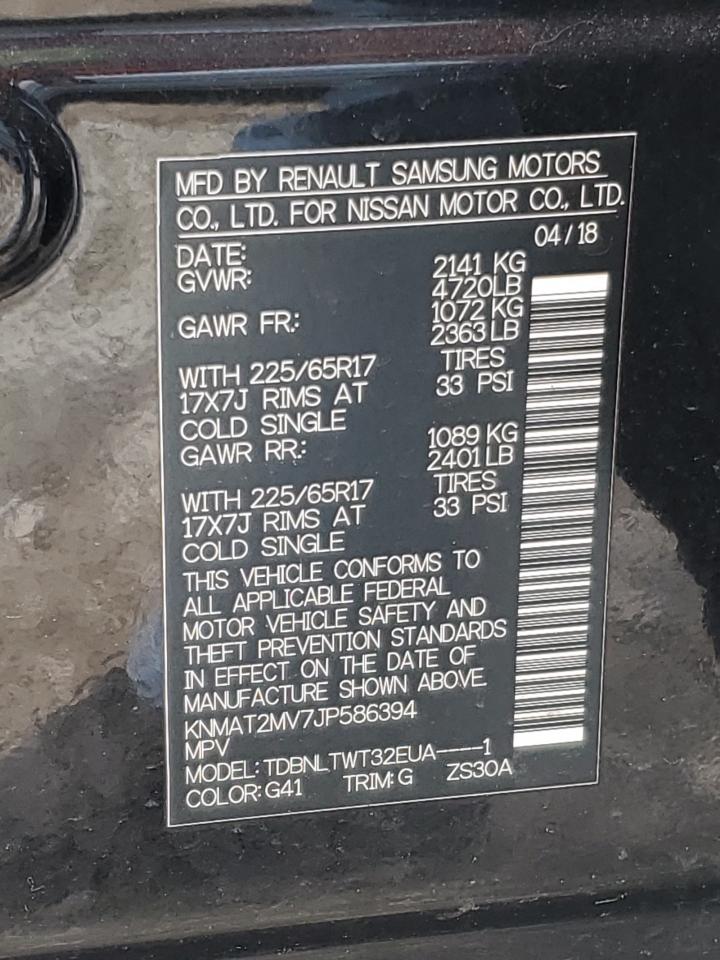 MFD BY RENAULT SAMSUNG MOTORS
CO., LTD. FOR NISSAN MOTOR CO., LTD.
DATE: 04/18
GVWR: 2141 KG
4720LB
GAWR FR.: 1072 KG
2363 LB
WITH 225/65R17 TIRES
17X7J RIMS AT 33 PSI
COLD SINGLE
GAWR RR.: 1089 KG
2401 LB
WITH 225/65R17 TIRES
17X7J RIMS AT 33 PSI
COLD SINGLE
THIS VEHICLE CONFORMS TO
ALL APPLICABLE FEDERAL
MOTOR VEHICLE SAFETY AND
THEFT PREVENTION STANDARDS
IN EFFECT ON THE DATE OF
MANUFACTURE SHOWN ABOVE.
KNMAT2MV7JP586394
MPV
MODEL: TDBNLTWT32EUA----1
COLOR: G41 TRIM: G ZS30A